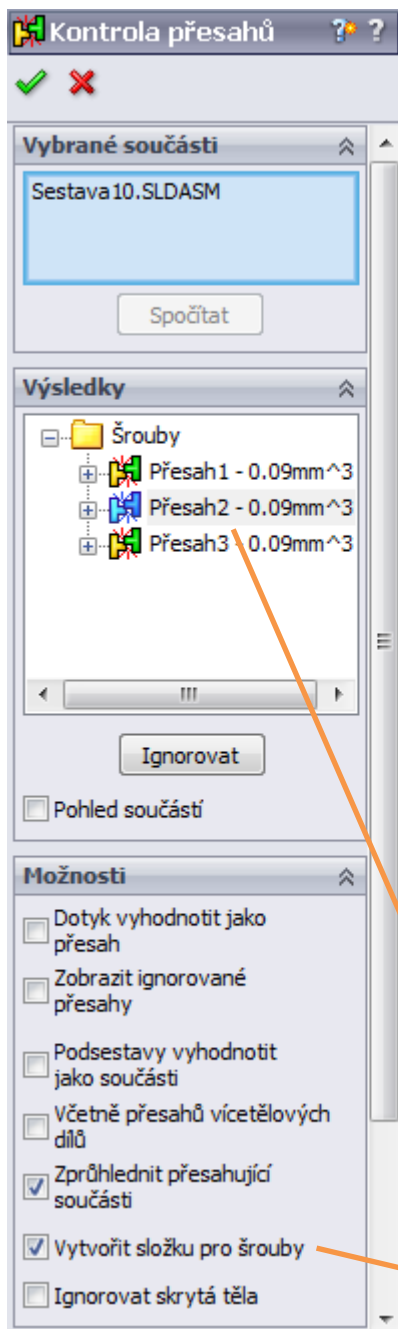 Kontrola přesahů
Vybrané součásti
Sestava10.SLDASM
Spočítat
Výsledky
Šrouby
Přesah1 - 0.09mm^3
Přesah2 - 0.09mm^3
Přesah3 - 0.09mm^3
Ignorovat
Pohled součástí
Možnosti
Dotyk vyhodnotit jako
přesah
Zobrazit ignorované
přesahy
Podsestavy vyhodnotit
jako součásti
Včetně přesahů vícetělových
dílů
Zprůhlednit přesahující
součásti
Vytvořit složku pro šrouby
Ignorovat skrytá těla